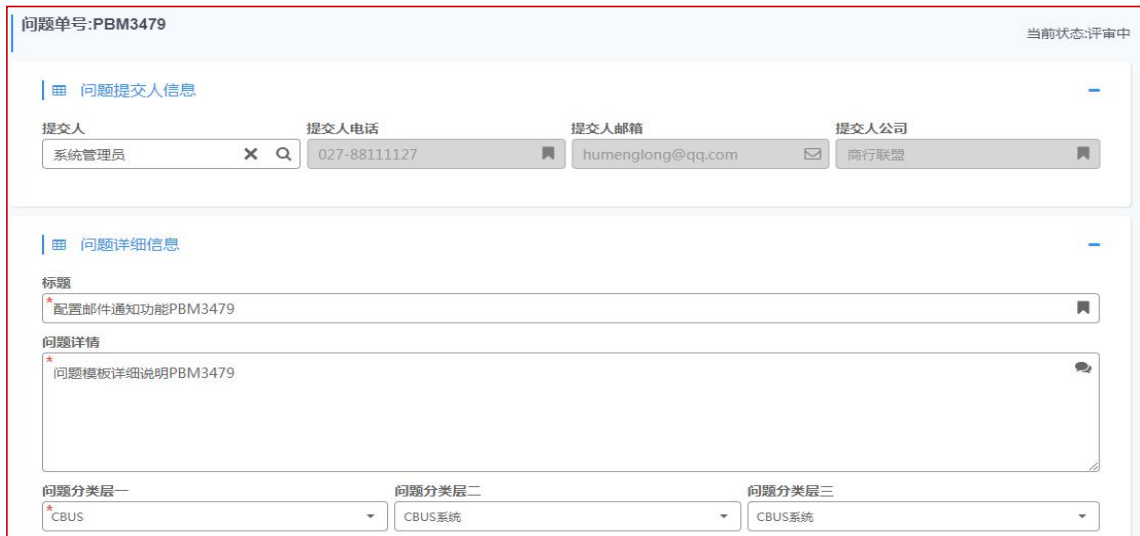 问题单号:PBM3479
当前状态:评审中
问题提交人信息
提交人 提交人电话 提交人邮箱 提交人公司
系统管理员 027-88111127 humenglong@qq.com 商行联盟
问题详细信息
标题
*配置邮件通知功能PBM3479
问题详情
*
问题模板详细说明PBM3479
问题分类层一 问题分类层二 问题分类层三
*CBUS CBUS系统 CBUS系统